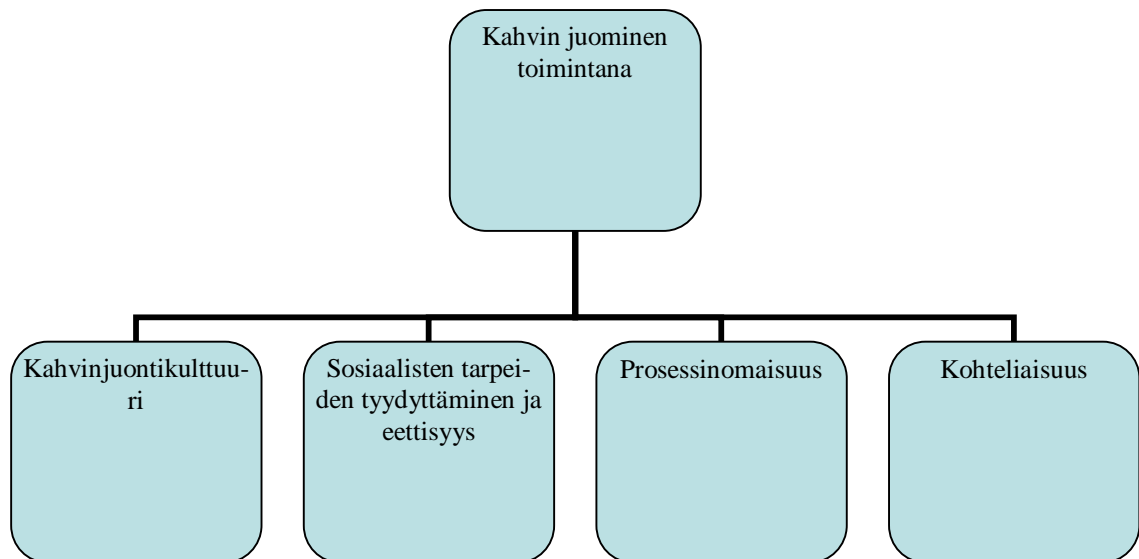 Kahvin juominen
toimintana
Kahvinjuontikulttuu-
ri
Sosiaalisten tarpei-
den tyydyttäminen ja
eettisyys
Prosessinomaisuus
Kohteliaisuus